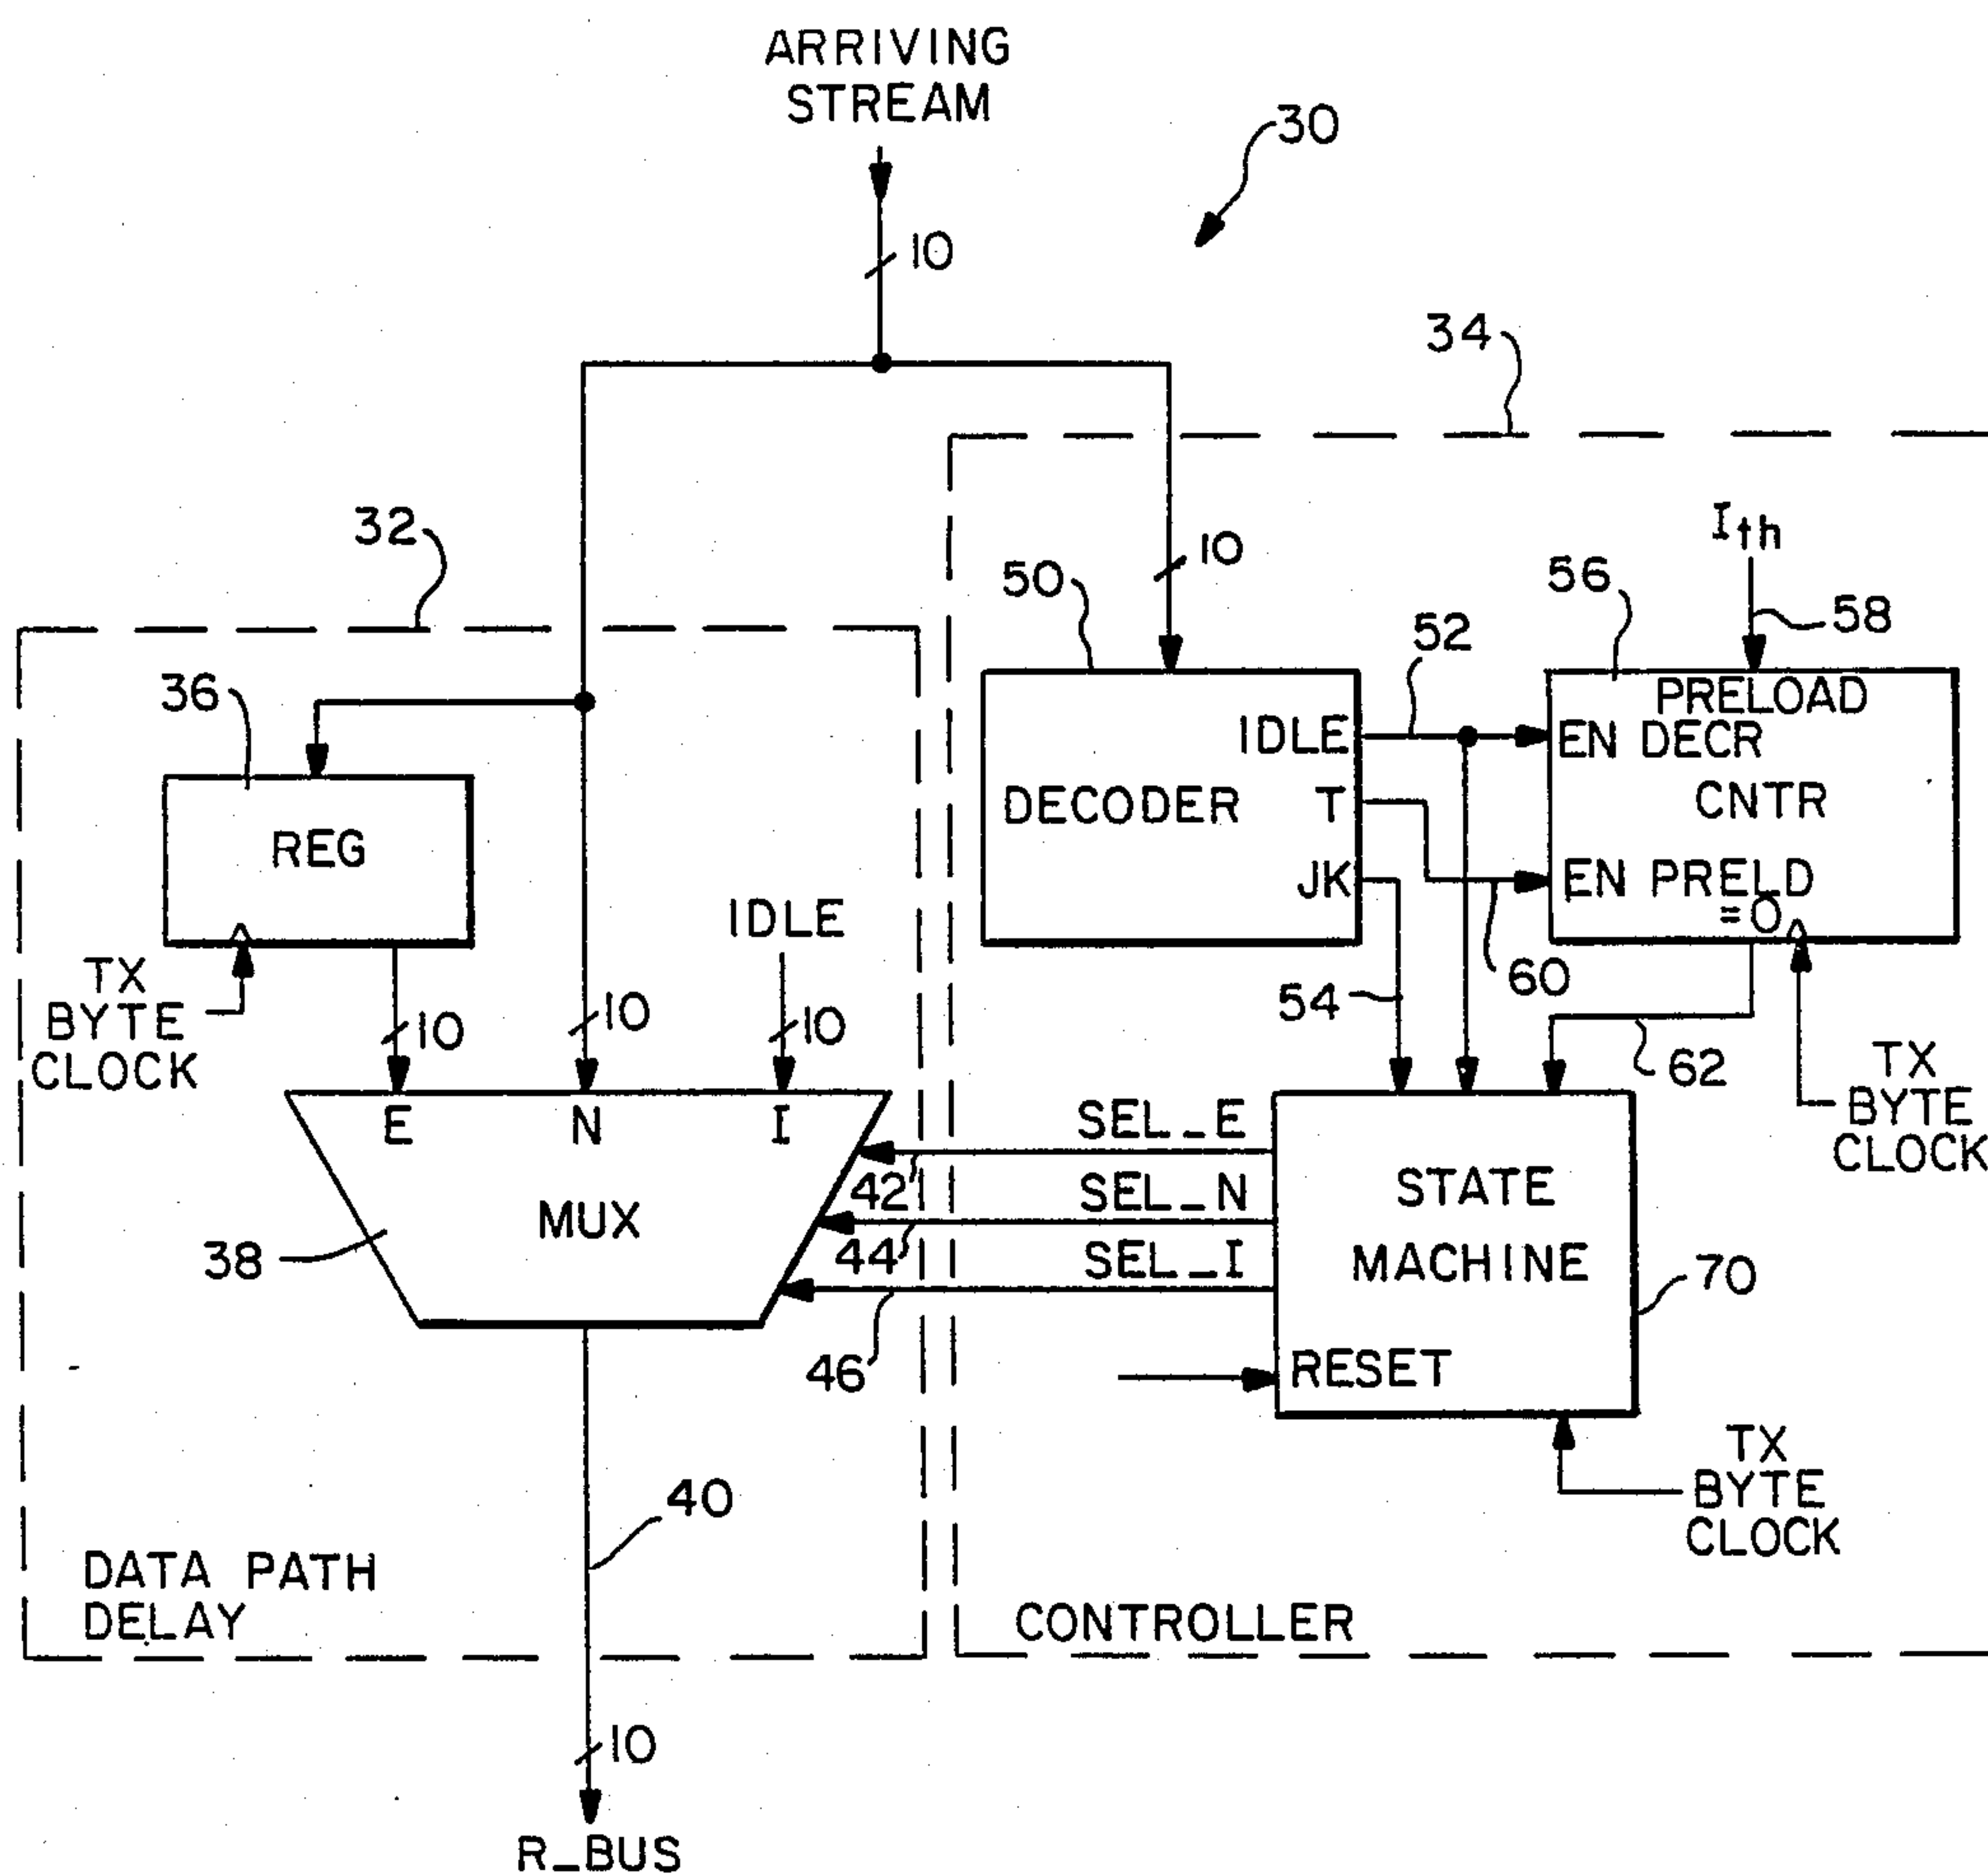 ARRIVING
STREAM
30
10
34
32
10
I th
50
56
58
52
36
PRELOAD
IDLE
EN DECR
DECODER
T
CNTR
REG
JK
EN PRELD
=0
IDLE
TX
BYTE
CLOCK
10
10
10
54
60
62
TX
BYTE
CLOCK
E
N
I
SEL_E
42
SEL_N
44
SEL_I
46
MUX
38
STATE
MACHINE
70
RESET
TX
BYTE
CLOCK
40
DATA PATH
DELAY
CONTROLLER
10
R_BUS